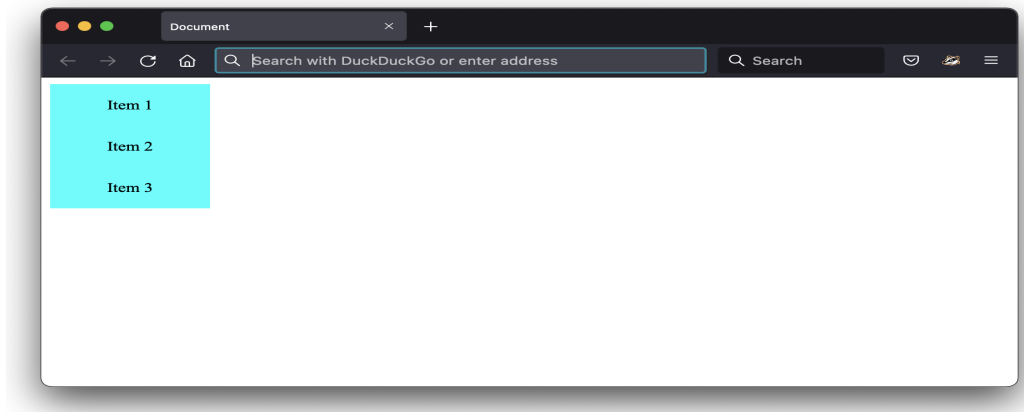 Document
Search with DuckDuckGo or enter address
Search
Item 1
Item 2
Item 3